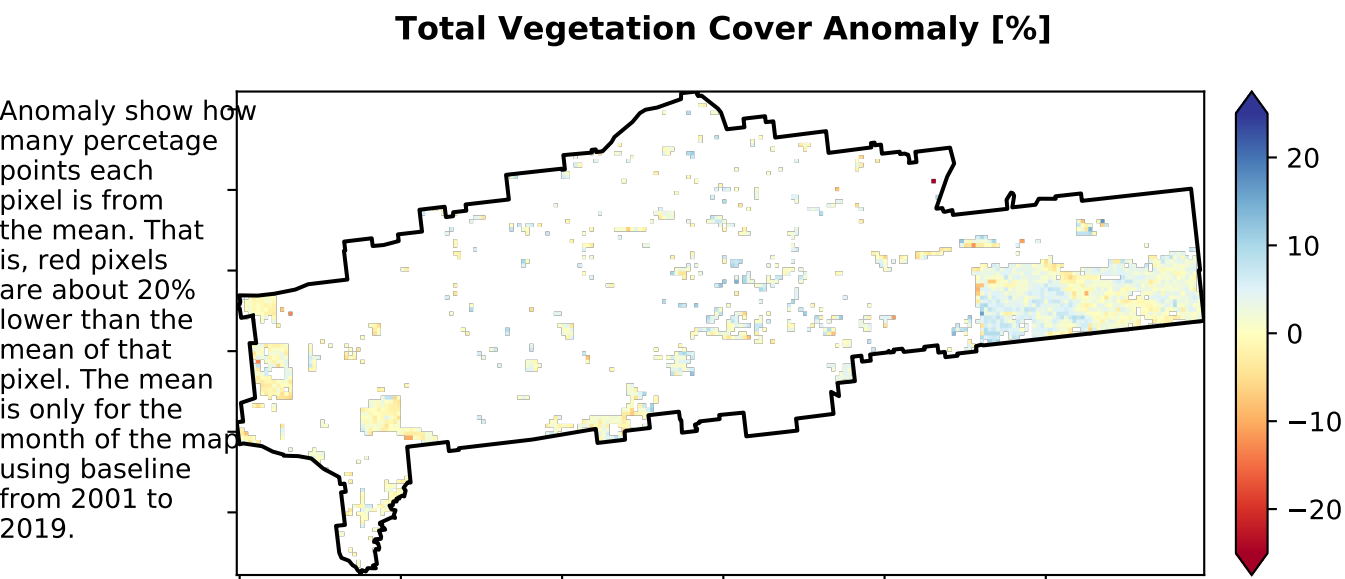 Total Vegetation Cover Anomaly [%]
Anomaly show how
many percetage
points each
pixel is from
the mean. That
is, red pixels
are about 20%
lower than the
mean of that
pixel. The mean
is only for the
month of the map
using baseline
from 2001 to
2019.
20
10
0
−10
−20